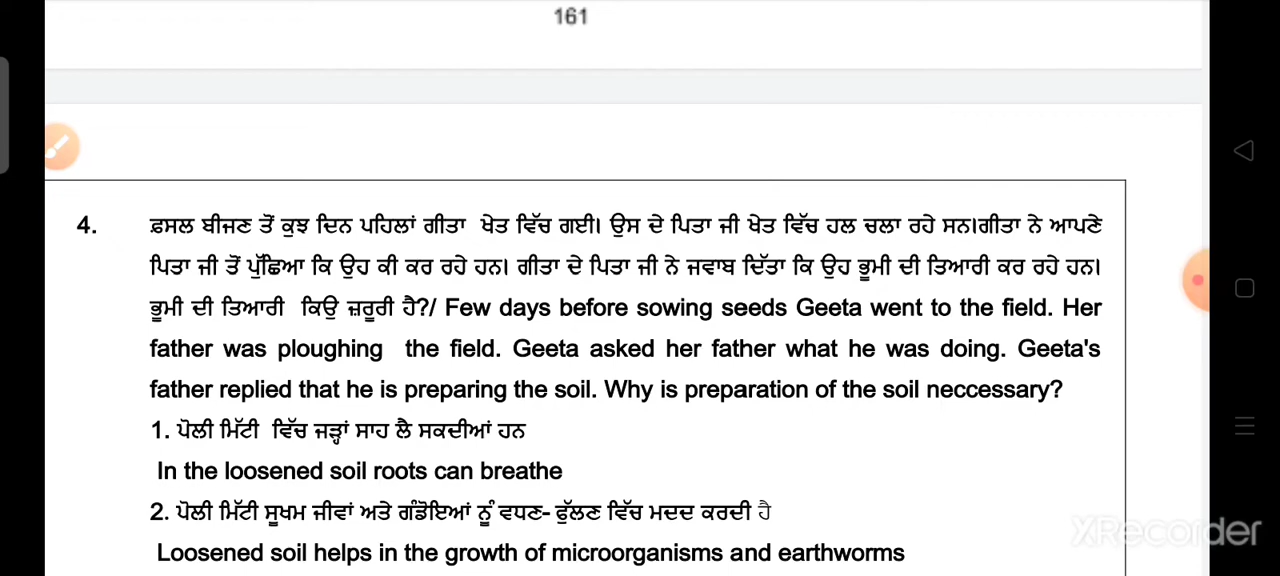 161
4. ਫ਼ਸਲ ਬੀਜਣ ਤੋਂ ਕੁਝ ਦਿਨ ਪਹਿਲਾਂ ਗੀਤਾ ਖੇਤ ਵਿੱਚ ਗਈ। ਉਸ ਦੇ ਪਿਤਾ ਜੀ ਖੇਤ ਵਿੱਚ ਹਲ ਚਲਾ ਰਹੇ ਸਨ।ਗੀਤਾ ਨੇ ਆਪਣੇ
ਪਿਤਾ ਜੀ ਤੋਂ ਪੁੱਛਿਆ ਕਿ ਉਹ ਕੀ ਕਰ ਰਹੇ ਹਨ। ਗੀਤਾ ਦੇ ਪਿਤਾ ਜੀ ਨੇ ਜਵਾਬ ਦਿੱਤਾ ਕਿ ਉਹ ਭੂਮੀ ਦੀ ਤਿਆਰੀ ਕਰ ਰਹੇ ਹਨ।
ਭੂਮੀ ਦੀ ਤਿਆਰੀ ਕਿਉ ਜ਼ਰੂਰੀ ਹੈ?/ Few days before sowing seeds Geeta went to the field. Her
father was ploughing the field. Geeta asked her father what he was doing. Geeta's
father replied that he is preparing the soil. Why is preparation of the soil neccessary?
1. ਪੋਲੀ ਮਿੱਟੀ ਵਿੱਚ ਜੜ੍ਹਾਂ ਸਾਹ ਲੈ ਸਕਦੀਆਂ ਹਨ
In the loosened soil roots can breathe
2. ਪੋਲੀ ਮਿੱਟੀ ਸੂਖਮ ਜੀਵਾਂ ਅਤੇ ਗੰਡੋਇਆਂ ਨੂੰ ਵਧਣ- ਫੁੱਲਣ ਵਿੱਚ ਮਦਦ ਕਰਦੀ ਹੈ
Loosened soil helps in the growth of microorganisms and earthworms
XRecorder